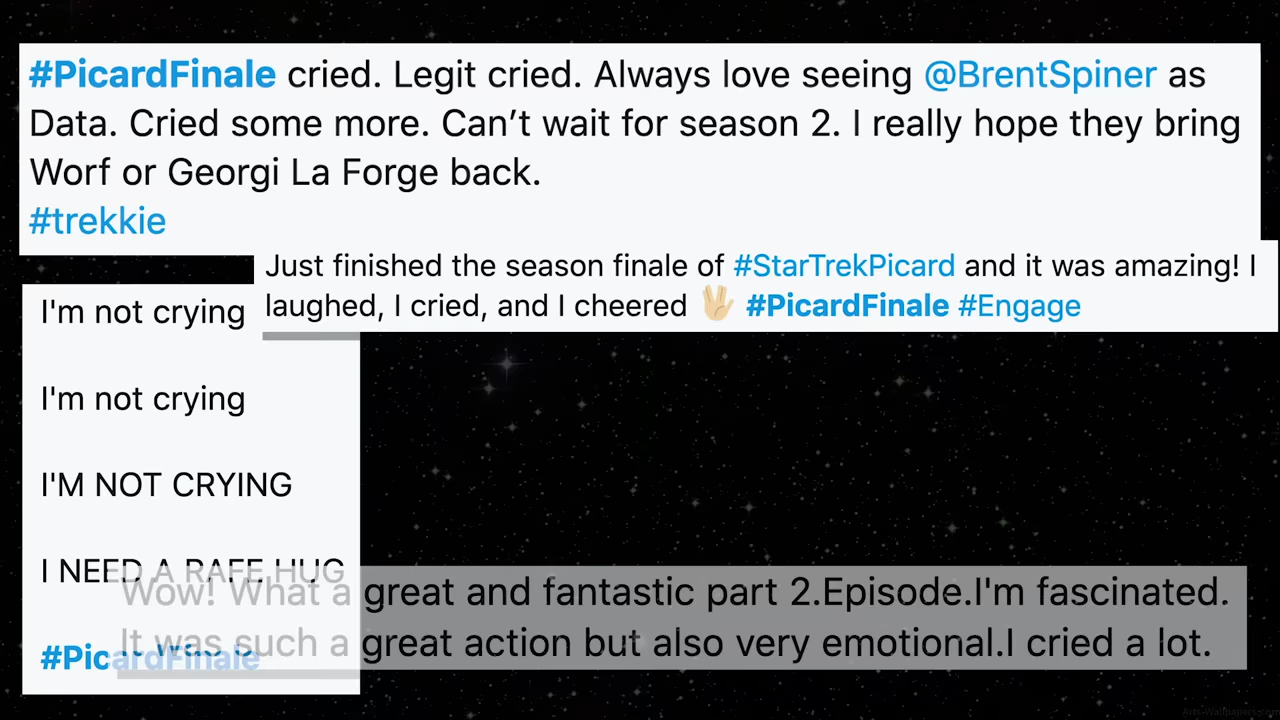 #PicardFinale cried. Legit cried. Always love seeing @BrentSpiner as
Data. Cried some more. Can’t wait for season 2. I really hope they bring
Worf or Georgi La Forge back.
#trekkie
Just finished the season finale of #StarTrekPicard and it was amazing! I
laughed, I cried, and I cheered 🖖🏼 #PicardFinale #Engage
I'm not crying
I'm not crying
I'M NOT CRYING
I NEED A RAFE HUG
#PicardFinale
Wow! What a great and fantastic part 2.Episode.I'm fascinated.
It was such a great action but also very emotional.I cried a lot.